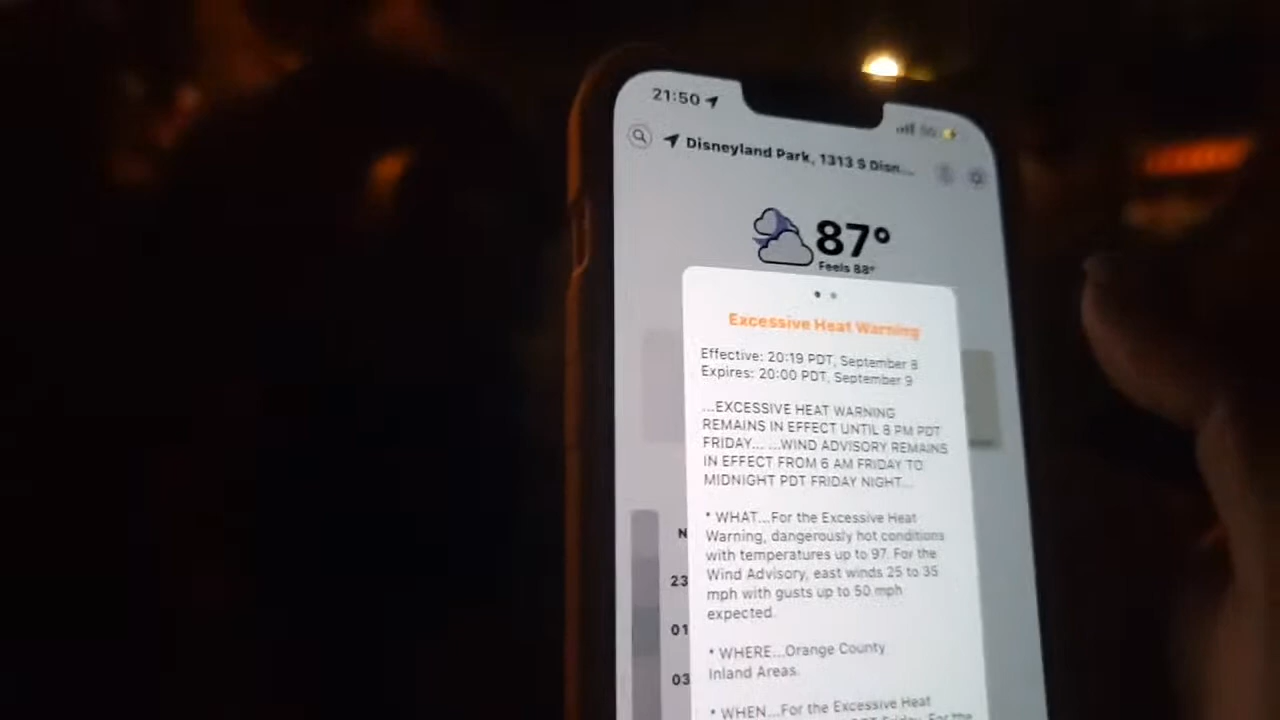 21:50
Disneyland Park, 1313 S Disn...
87°
Feels 88°
Excessive Heat Warning
Effective: 20:19 PDT, September 8
Expires: 20:00 PDT, September 9
...EXCESSIVE HEAT WARNING
REMAINS IN EFFECT UNTIL 8 PM PDT
FRIDAY... ...WIND ADVISORY REMAINS
IN EFFECT FROM 6 AM FRIDAY TO
MIDNIGHT PDT FRIDAY NIGHT...
* WHAT...For the Excessive Heat
Warning, dangerously hot conditions
with temperatures up to 97. For the
Wind Advisory, east winds 25 to 35
mph with gusts up to 50 mph
expected.
* WHERE...Orange County
Inland Areas.
* WHEN...For the Excessive Heat
PDT Friday. For the
N
23
01
03